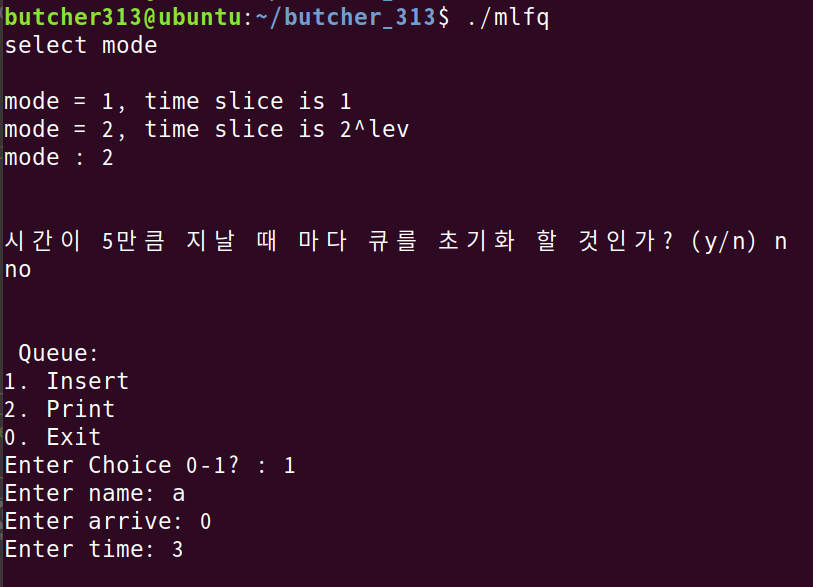 butcher313@ubuntu:~/butcher_313$ ./mlfq
select mode
mode = 1, time slice is 1
mode = 2, time slice is 2^lev
mode : 2
시간이 5만큼 지날 때 마다 큐를 초기화 할 것인가? (y/n) n
no
Queue:
1. Insert
2. Print
0. Exit
Enter Choice 0-1? : 1
Enter name: a
Enter arrive: 0
Enter time: 3